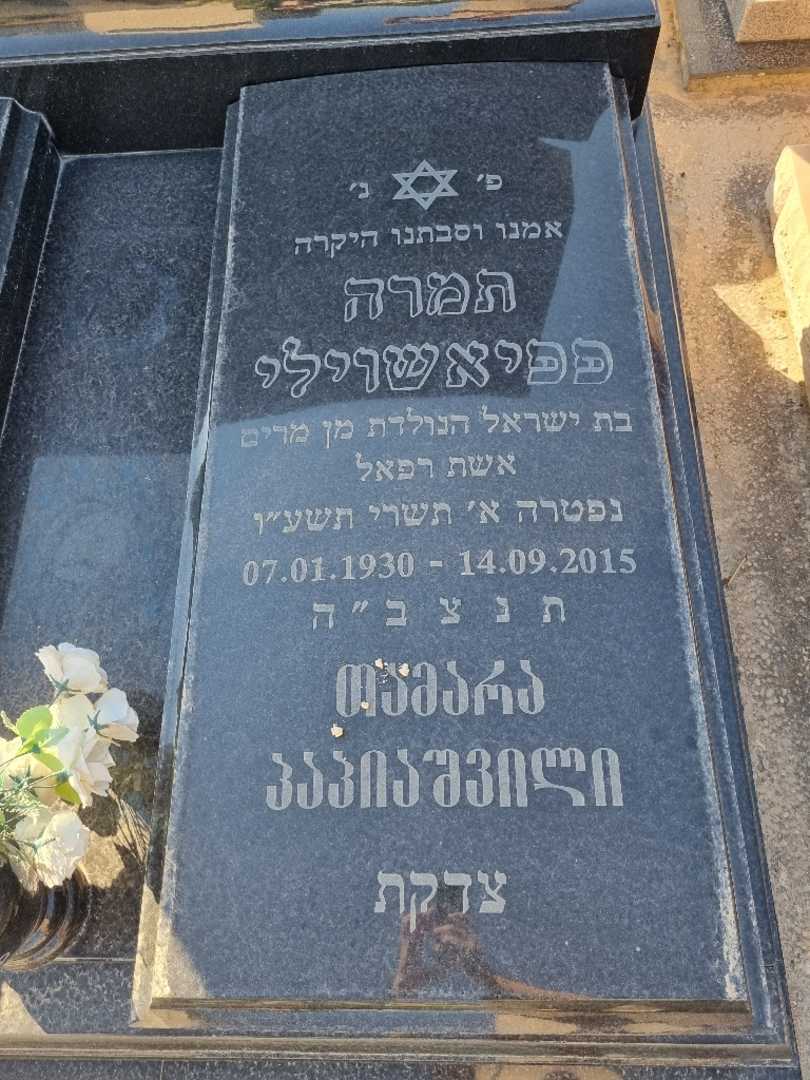 פ׳ נ׳
אמנו וסבתנו היקרה
תמרה
פפיאשוילי
בת ישראל הנולדת מן מרים
אשת רפאל
נפטרה א׳ תשרי תשע״ו
07.01.1930 - 14.09.2015
ת נ צ ב ״ ה
თამარა
პაპიაშვილი
צדקת